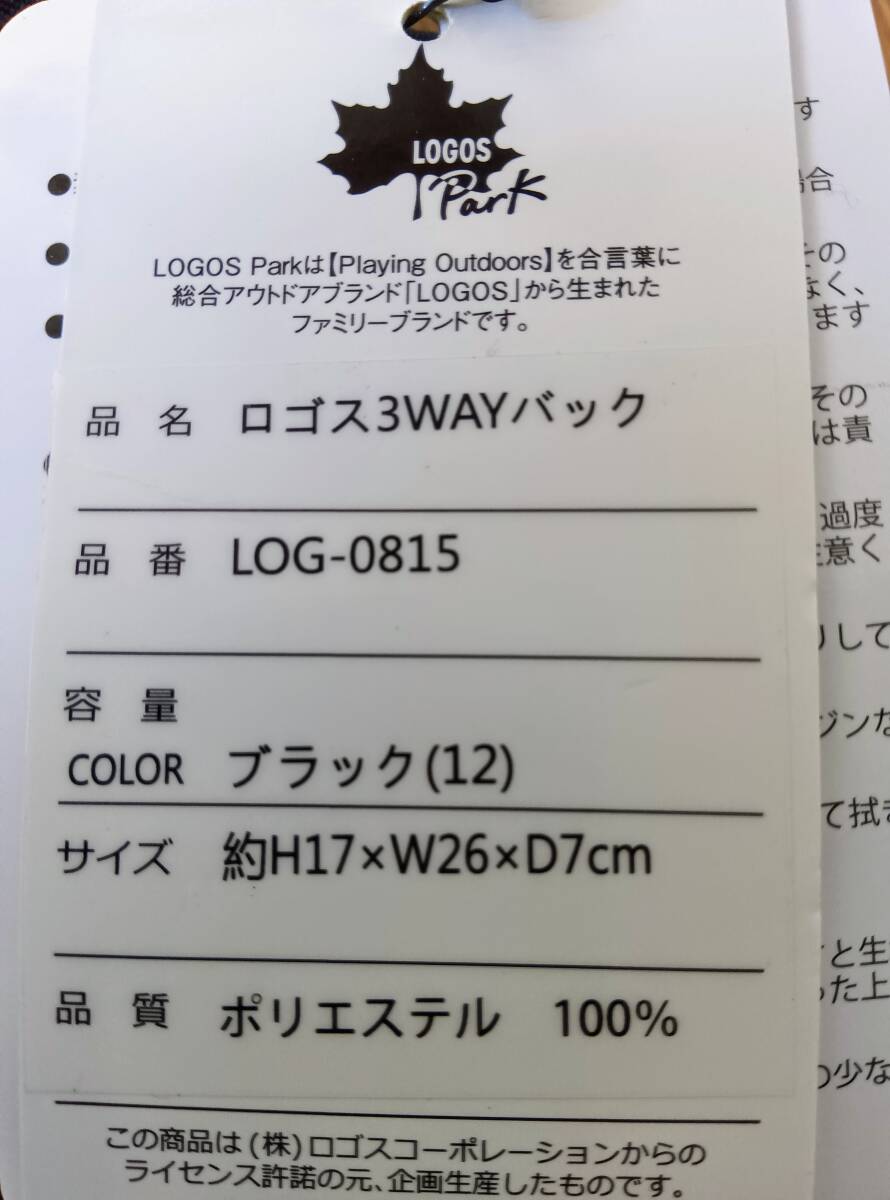 LOGOS
Park
LOGOS Parkは【Playing Outdoors】を合言葉に
総合アウトドアブランド「LOGOS」から生まれた
ファミリーブランドです。
品 名 ロゴス3WAYバック
品 番 LOG-0815
容 量
COLOR ブラック(12)
サイズ 約H17×W26×D7cm
品 質 ポリエステル 100%
この商品は(株)ロゴスコーポレーションからの
ライセンス許諾の元、企画生産したものです。
す
場合
その
なく、
ます
その
は責
過度
注意く
りして
ジンな
て拭き
と生
った上
の少な